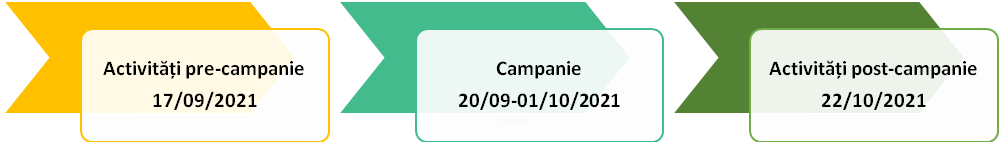 Activități pre-campanie
17/09/2021
Campanie
20/09-01/10/2021
Activități post-campanie
22/10/2021